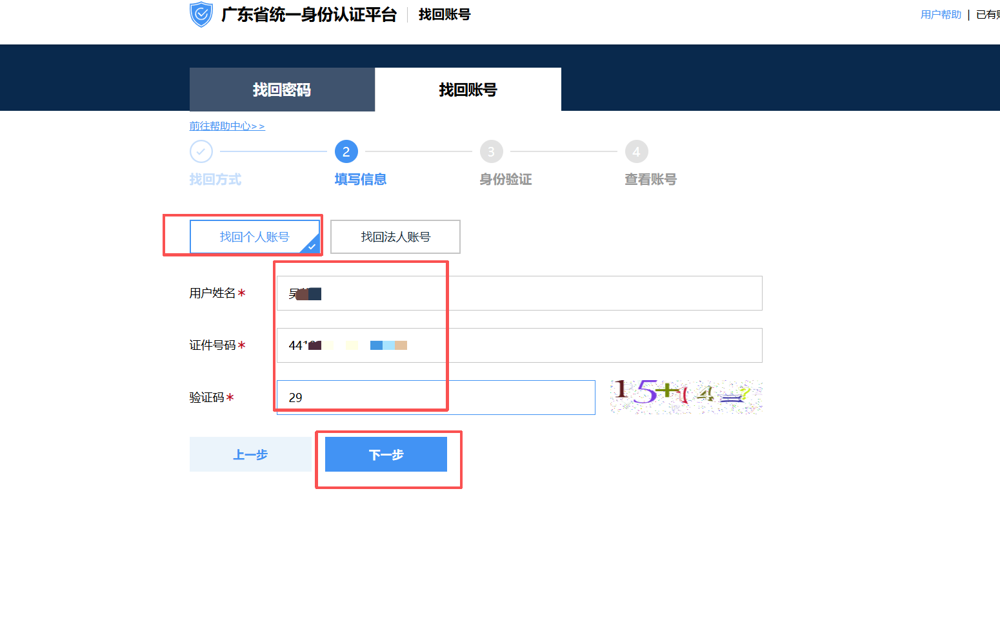 广东省统一身份认证平台 | 找回账号
用户帮助 | 已有
找回密码 找回账号
前往帮助中心>>
2 3 4
找回方式 填写信息 身份验证 查看账号
找回个人账号 找回法人账号
用户姓名* 吴
证件号码* 441
验证码* 29 15+14=?
上一步 下一步